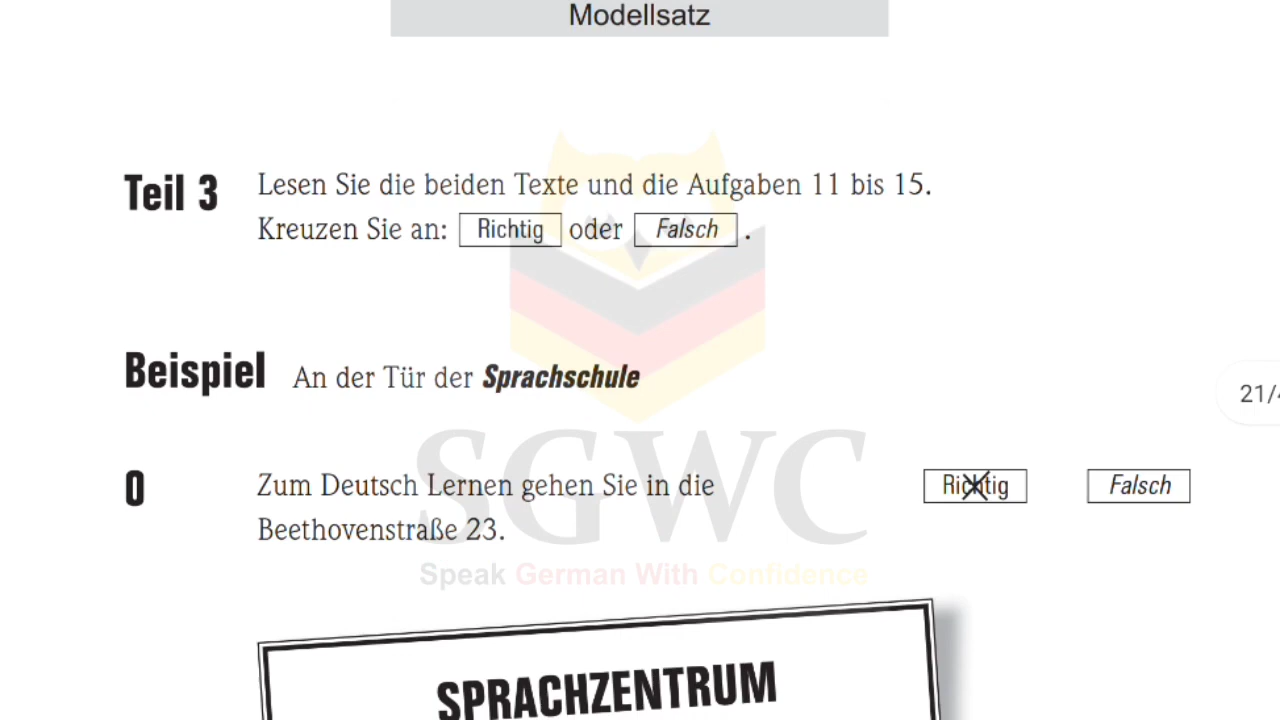 Modellsatz
Teil 3 Lesen Sie die beiden Texte und die Aufgaben 11 bis 15.
Kreuzen Sie an: Richtig oder Falsch .
Beispiel An der Tür der Sprachschule
0 Zum Deutsch Lernen gehen Sie in die Richtig Falsch
Beethovenstraße 23.
SGWC
Speak German With Confidence
SPRACHZENTRUM